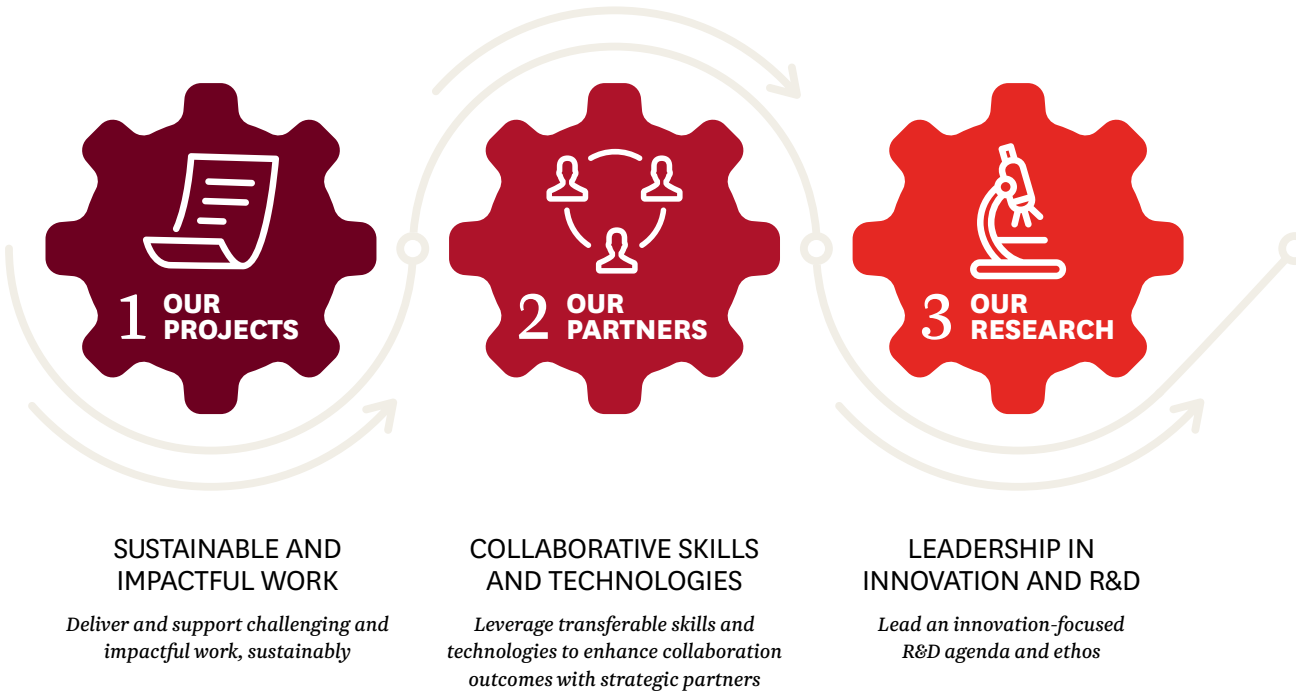 1 OUR
PROJECTS
2 OUR
PARTNERS
3 OUR
RESEARCH
SUSTAINABLE AND
IMPACTFUL WORK
Deliver and support challenging and
impactful work, sustainably
COLLABORATIVE SKILLS
AND TECHNOLOGIES
Leverage transferable skills and
technologies to enhance collaboration
outcomes with strategic partners
LEADERSHIP IN
INNOVATION AND R&D
Lead an innovation-focused
R&D agenda and ethos